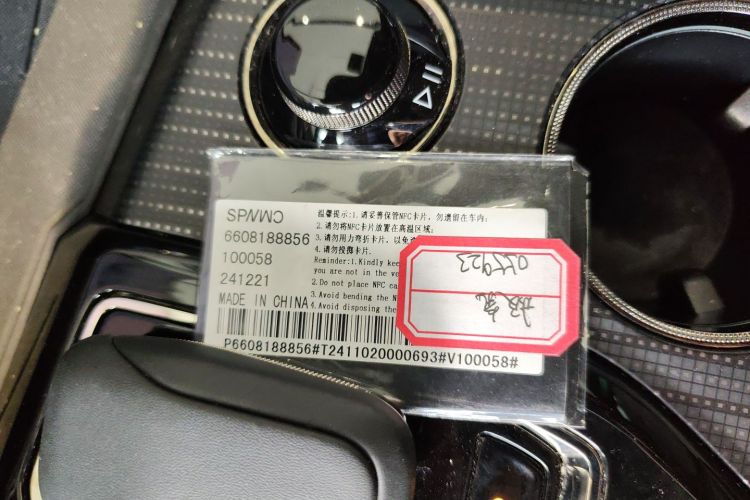 SPMMC
6608188856
100058
241221
MADE IN CHINA
温馨提示:1.请妥善保管NFC卡片, 勿遗留在车内;
2.请勿将NFC卡片放置在高温区域;
3.请勿用力弯折卡片, 以免
4.请勿投掷卡片.
Reminder:1.Kindly kee
you are not in the ve
2.Do not place NFC ca
3.Avoid bending the N
4.Avoid disposing the
P6608188856#T2411020000693#V100058#